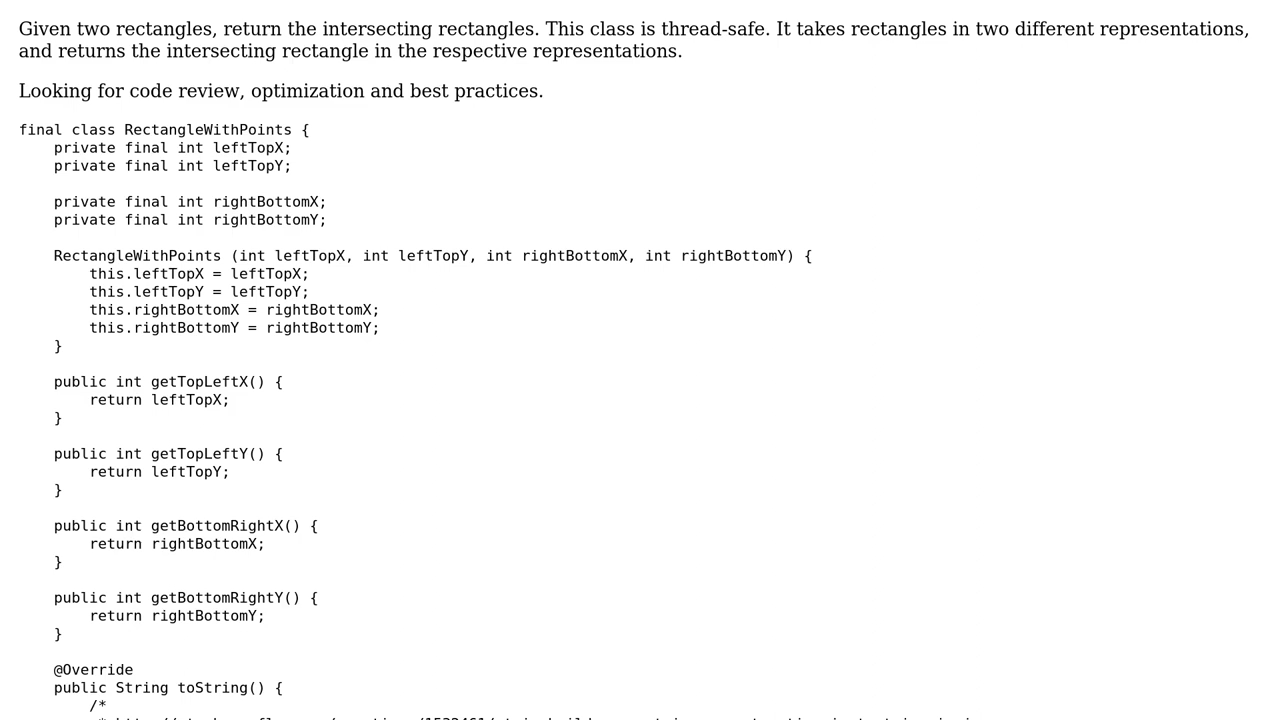 Given two rectangles, return the intersecting rectangles. This class is thread-safe. It takes rectangles in two different representations,
and returns the intersecting rectangle in the respective representations.
Looking for code review, optimization and best practices.
final class RectangleWithPoints {
    private final int leftTopX;
    private final int leftTopY;
    private final int rightBottomX;
    private final int rightBottomY;
    RectangleWithPoints (int leftTopX, int leftTopY, int rightBottomX, int rightBottomY) {
        this.leftTopX = leftTopX;
        this.leftTopY = leftTopY;
        this.rightBottomX = rightBottomX;
        this.rightBottomY = rightBottomY;
    }
    public int getTopLeftX() {
        return leftTopX;
    }
    public int getTopLeftY() {
        return leftTopY;
    }
    public int getBottomRightX() {
        return rightBottomX;
    }
    public int getBottomRightY() {
        return rightBottomY;
    }
    @Override
    public String toString() {
        /*